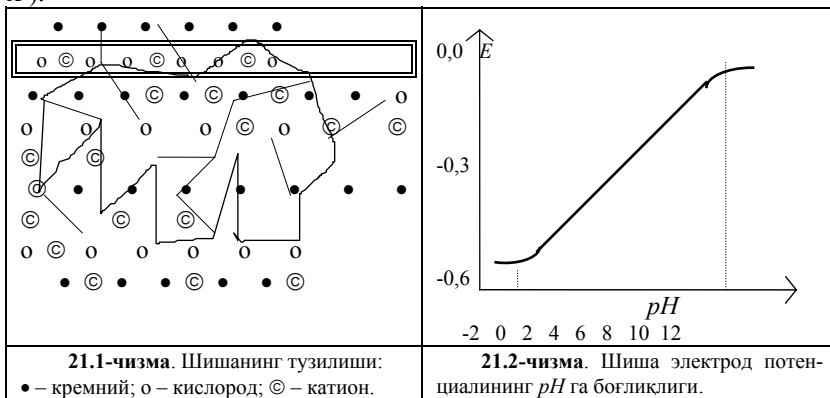 0,0 E
-0,3
-0,6
pH
-2 0 2 4 6 8 10 12
21.1-чизма. Шишанинг тузилиши:
• – кремний; о – кислород; © – катион.
21.2-чизма. Шиша электрод потен-
циалининг pH га боғлиқлиги.